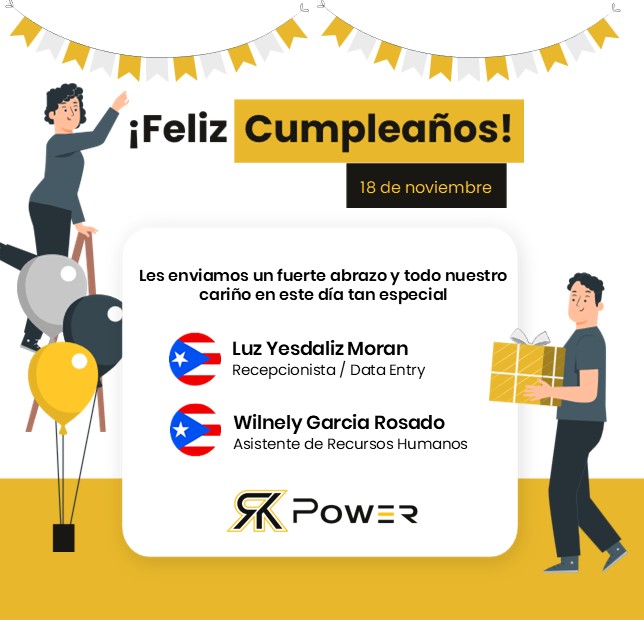 ¡Feliz Cumpleaños!
18 de noviembre
Les enviamos un fuerte abrazo y todo nuestro
cariño en este día tan especial
Luz Yesdaliz Moran
Recepcionista / Data Entry
Wilnely Garcia Rosado
Asistente de Recursos Humanos
RK Power